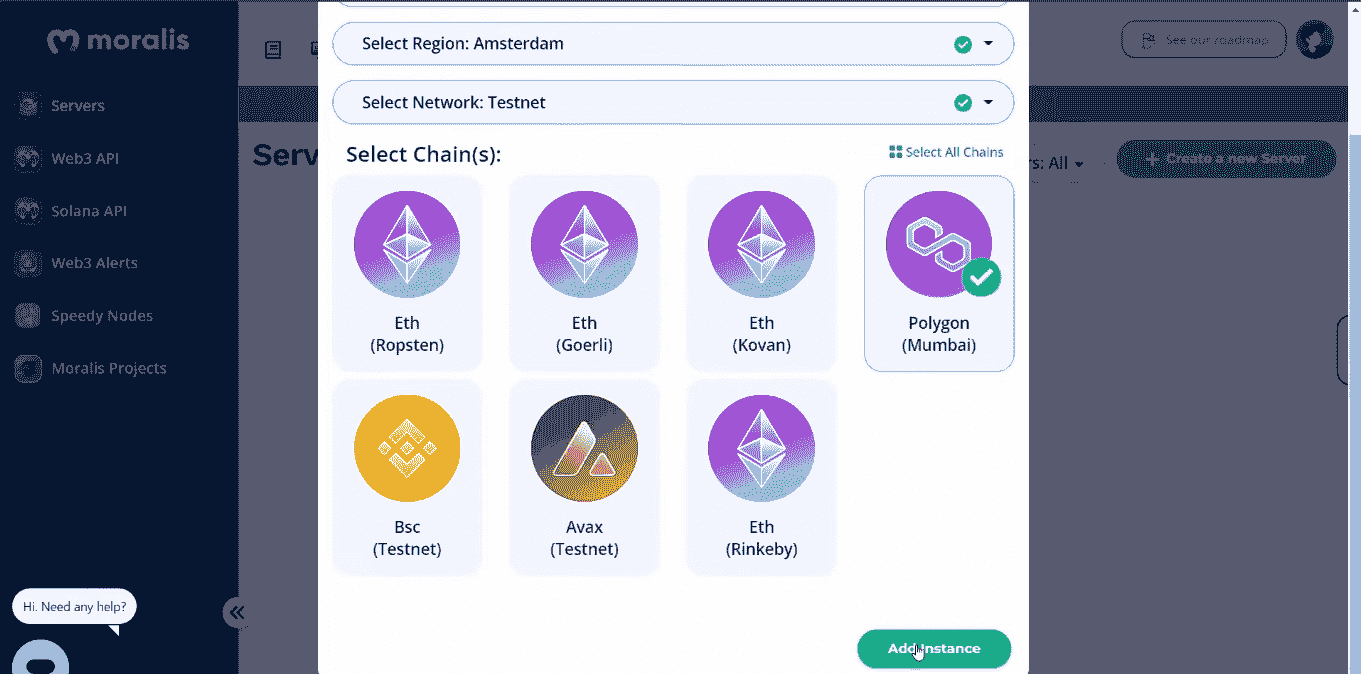 moralis
See our roadmap
Servers
Web3 API
Solana API
Web3 Alerts
Speedy Nodes
Moralis Projects
Hi. Need any help?
Serv
rs: All
Create a new Server
Select Region: Amsterdam
Select Network: Testnet
Select Chain(s):
Select All Chains
Eth
(Ropsten)
Eth
(Goerli)
Eth
(Kovan)
Polygon
(Mumbai)
Bsc
(Testnet)
Avax
(Testnet)
Eth
(Rinkeby)
Add Instance